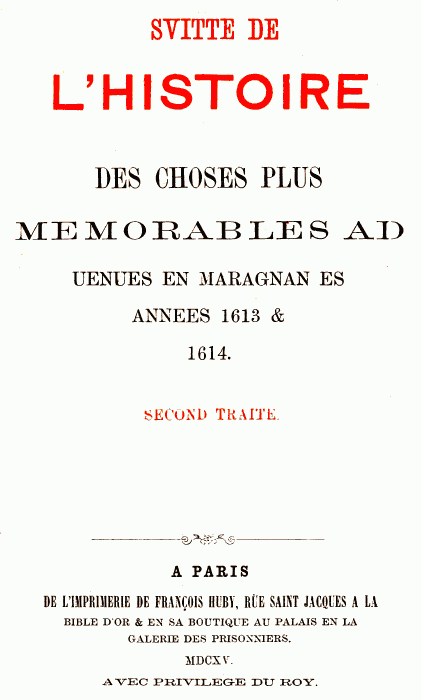 SVITTE DE
L'HISTOIRE
DES CHOSES PLUS
MEMORABLES AD
UENUES EN MARAGNAN ES
ANNEES 1613 &
1614.
SECOND TRAITE.
A PARIS
DE L'IMPRIMERIE DE FRANÇOIS HUBY, RÜE SAINT JACQUES A LA
BIBLE D'OR & EN SA BOUTIQUE AU PALAIS EN LA
GALERIE DES PRISONNIERS.
MDCXV.
AVEC PRIVILEGE DU ROY.